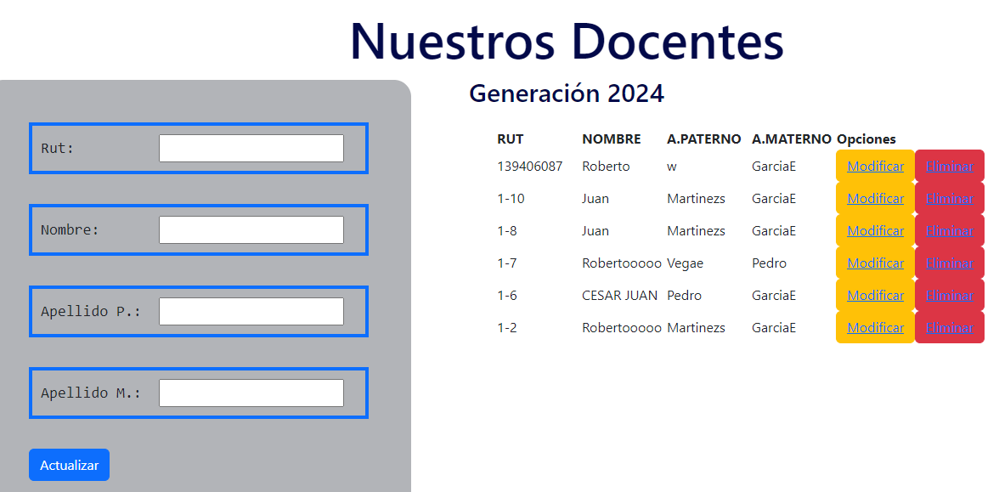 Nuestros Docentes
Rut:
Nombre:
Apellido P.:
Apellido M.:
Actualizar
Generación 2024
RUT NOMBRE A.PATERNO A.MATERNO Opciones
139406087 Roberto w GarciaE Modificar Eliminar
1-10 Juan Martinezs GarciaE Modificar Eliminar
1-8 Juan Martinezs GarciaE Modificar Eliminar
1-7 Robertooooo Vegae Pedro Modificar Eliminar
1-6 CESAR JUAN Pedro GarciaE Modificar Eliminar
1-2 Robertooooo Martinezs GarciaE Modificar Eliminar